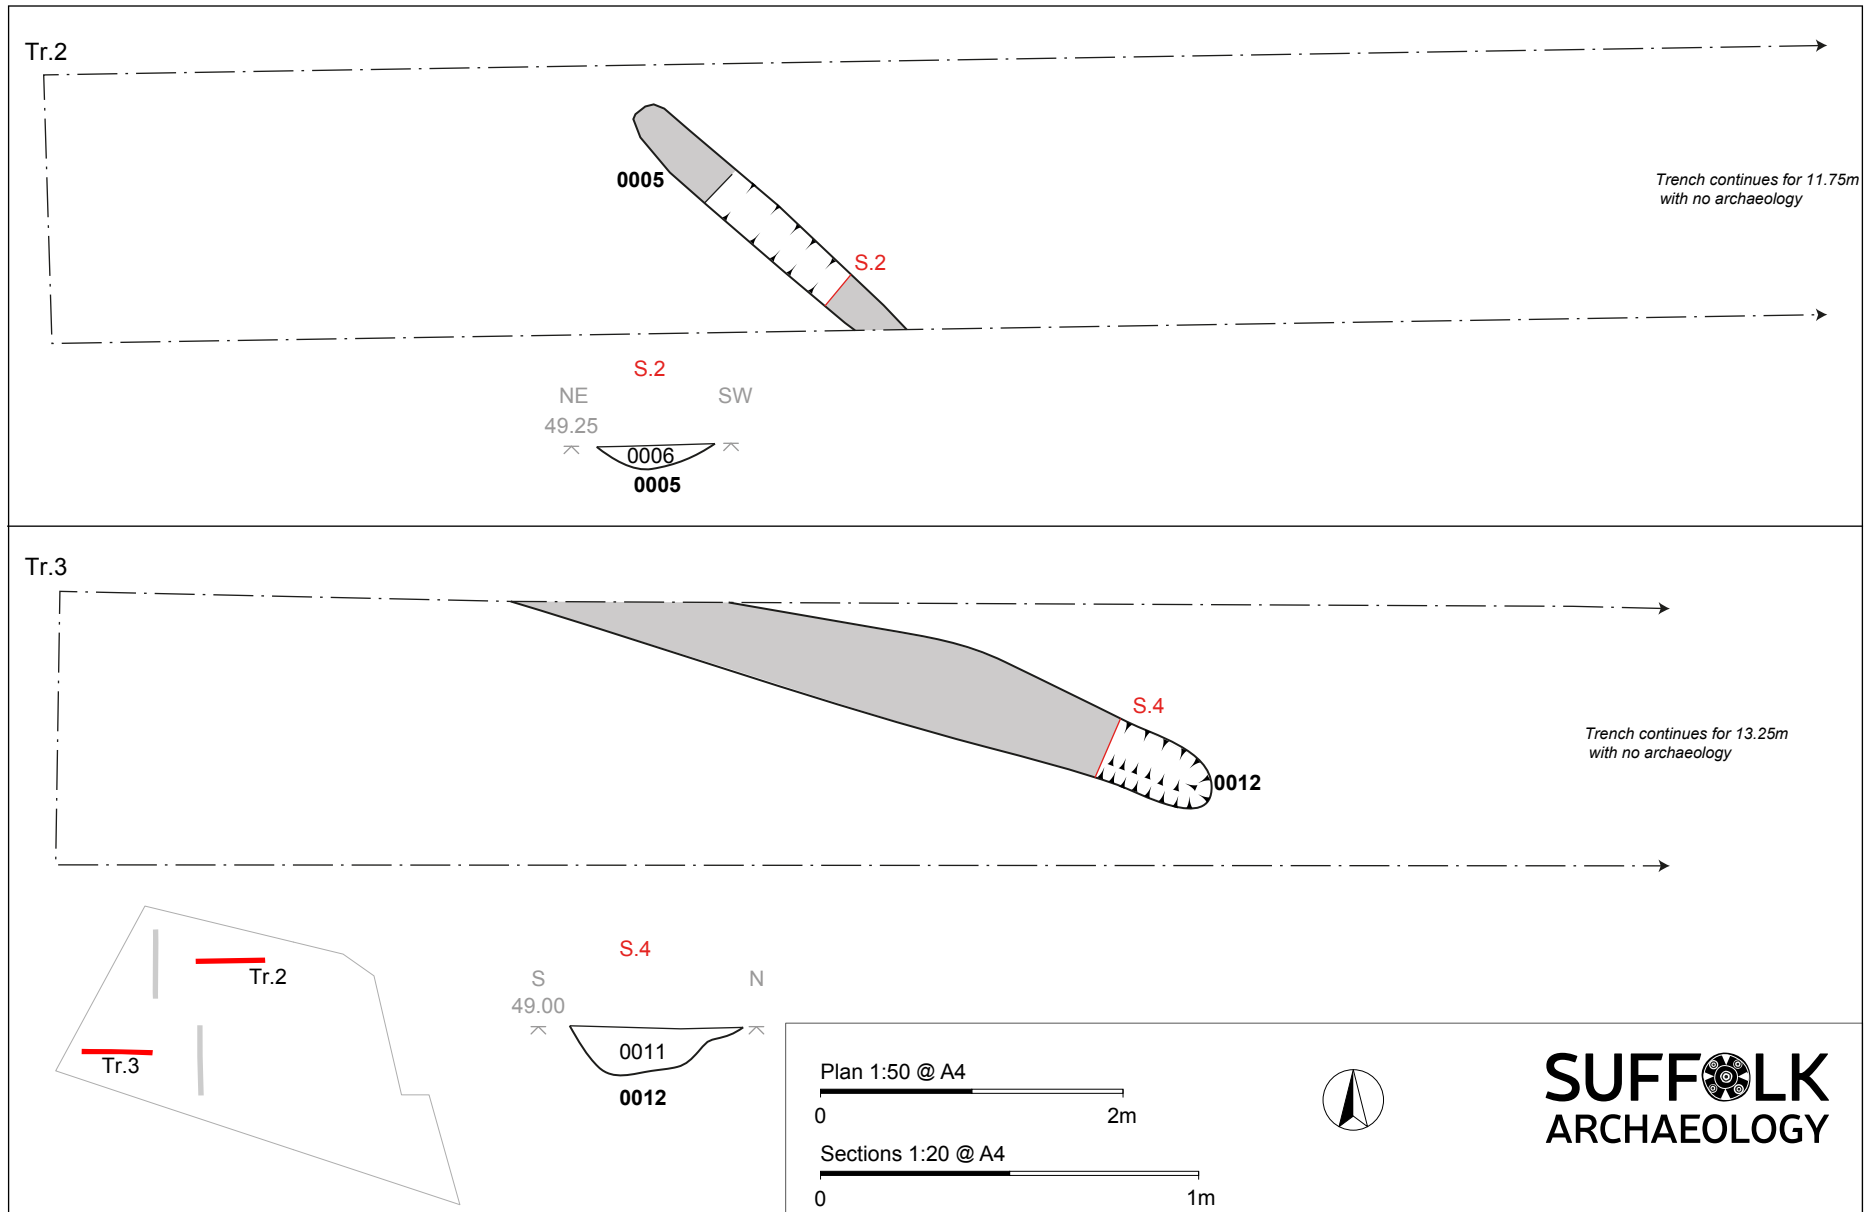 Tr.2
0005
Trench continues for 11.75m
with no archaeology
S.2
S.2
NE
SW
49.25
0006
0005
Tr.3
S.4
Trench continues for 13.25m
with no archaeology
0012
Tr.2
Tr.3
S.4
S
N
49.00
0011
0012
Plan 1:50 @ A4
0
2m
Sections 1:20 @ A4
0
1m
SUFFOLK
ARCHAEOLOGY